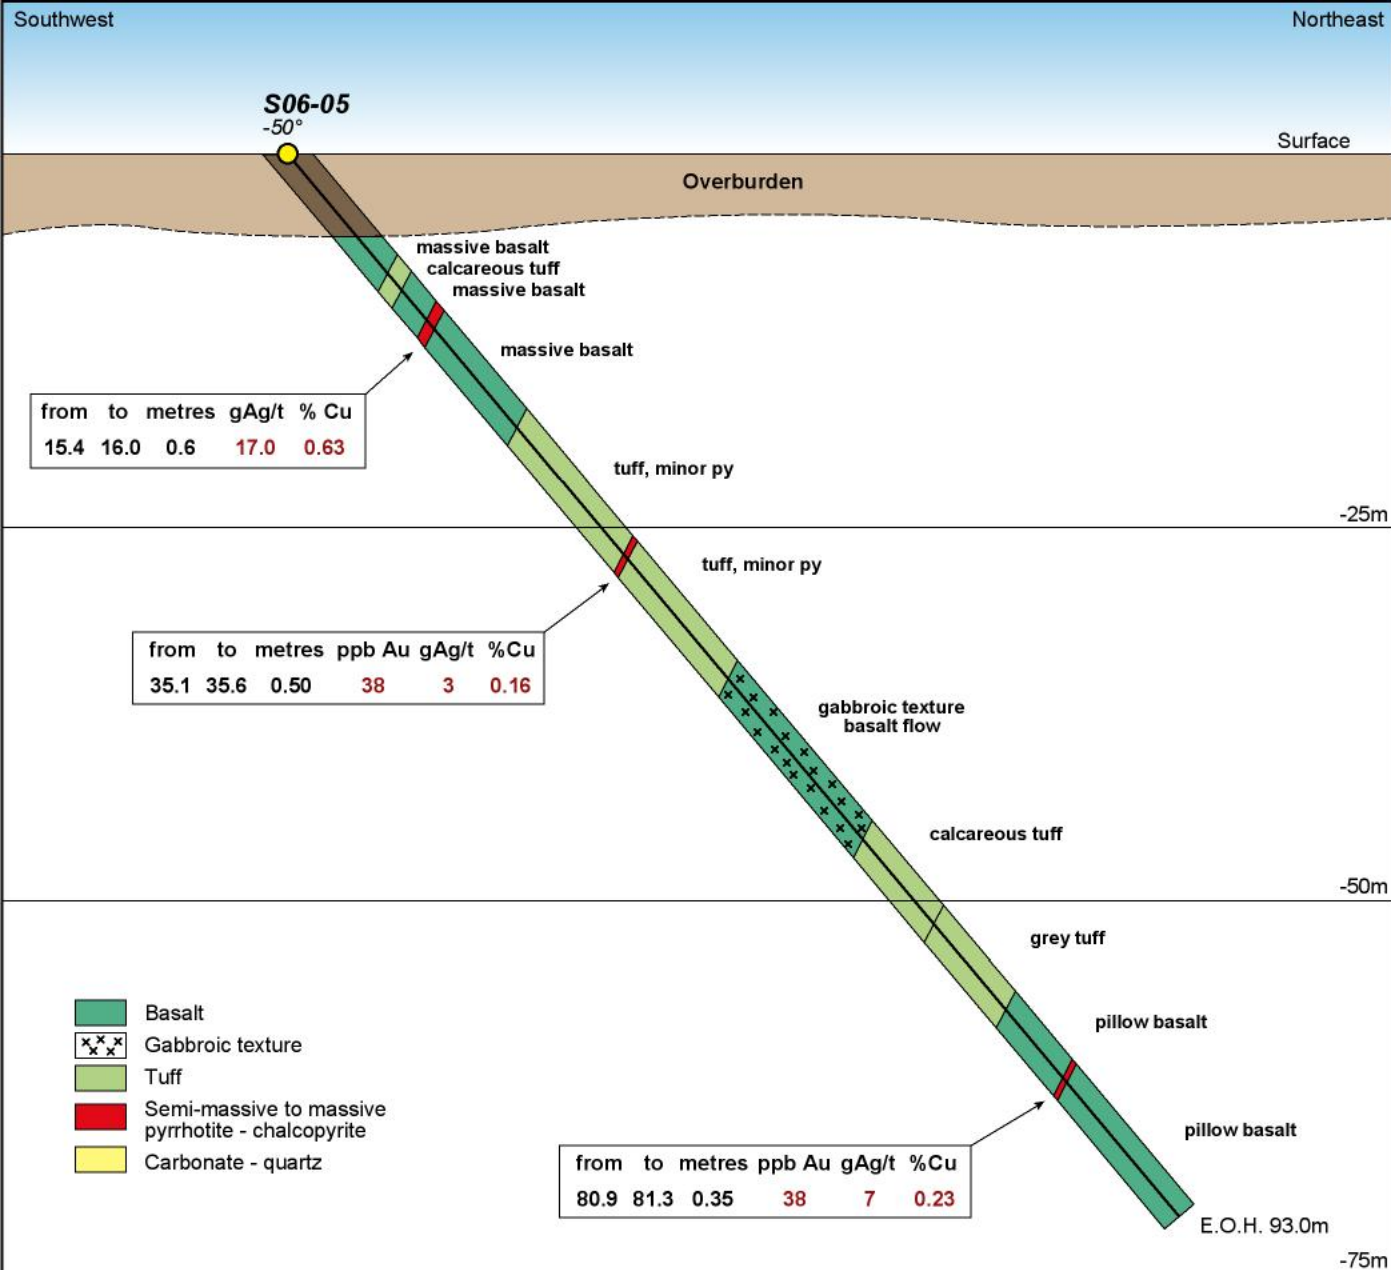 Southwest
Northeast
S06-05
-50°
Surface
Overburden
massive basalt
calcareous tuff
massive basalt
massive basalt
from to metres gAg/t % Cu
15.4 16.0 0.6 17.0 0.63
tuff, minor py
-25m
tuff, minor py
from to metres ppb Au gAg/t %Cu
35.1 35.6 0.50 38 3 0.16
gabbroic texture
basalt flow
calcareous tuff
-50m
grey tuff
pillow basalt
Basalt
Gabbroic texture
Tuff
Semi-massive to massive
pyrrhotite - chalcopyrite
Carbonate - quartz
pillow basalt
from to metres ppb Au gAg/t %Cu
80.9 81.3 0.35 38 7 0.23
E.O.H. 93.0m
-75m